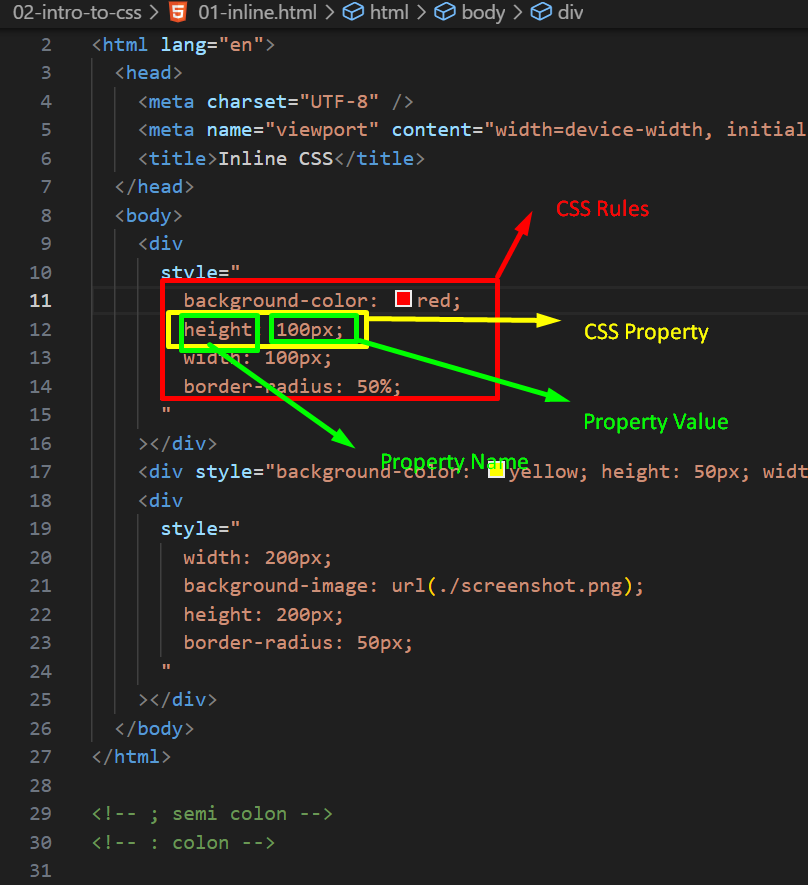 02-intro-to-css > 01-inline.html > html > body > div
2 <html lang="en">
3 <head>
4 <meta charset="UTF-8" />
5 <meta name="viewport" content="width=device-width, initial
6 <title>Inline CSS</title>
7 </head>
8 <body>
CSS Rules
9 <div
10 style="
11 background-color: red;
12 height 100px;
CSS Property
13 width: 100px;
14 border-radius: 50%;
15 "
Property Value
16 ></div>
Property Name
17 <div style="background-color: yellow; height: 50px; widt
18 <div
19 style="
20 width: 200px;
21 background-image: url(./screenshot.png);
22 height: 200px;
23 border-radius: 50px;
24 "
25 ></div>
26 </body>
27 </html>
28
29 <!-- ; semi colon -->
30 <!-- : colon -->
31